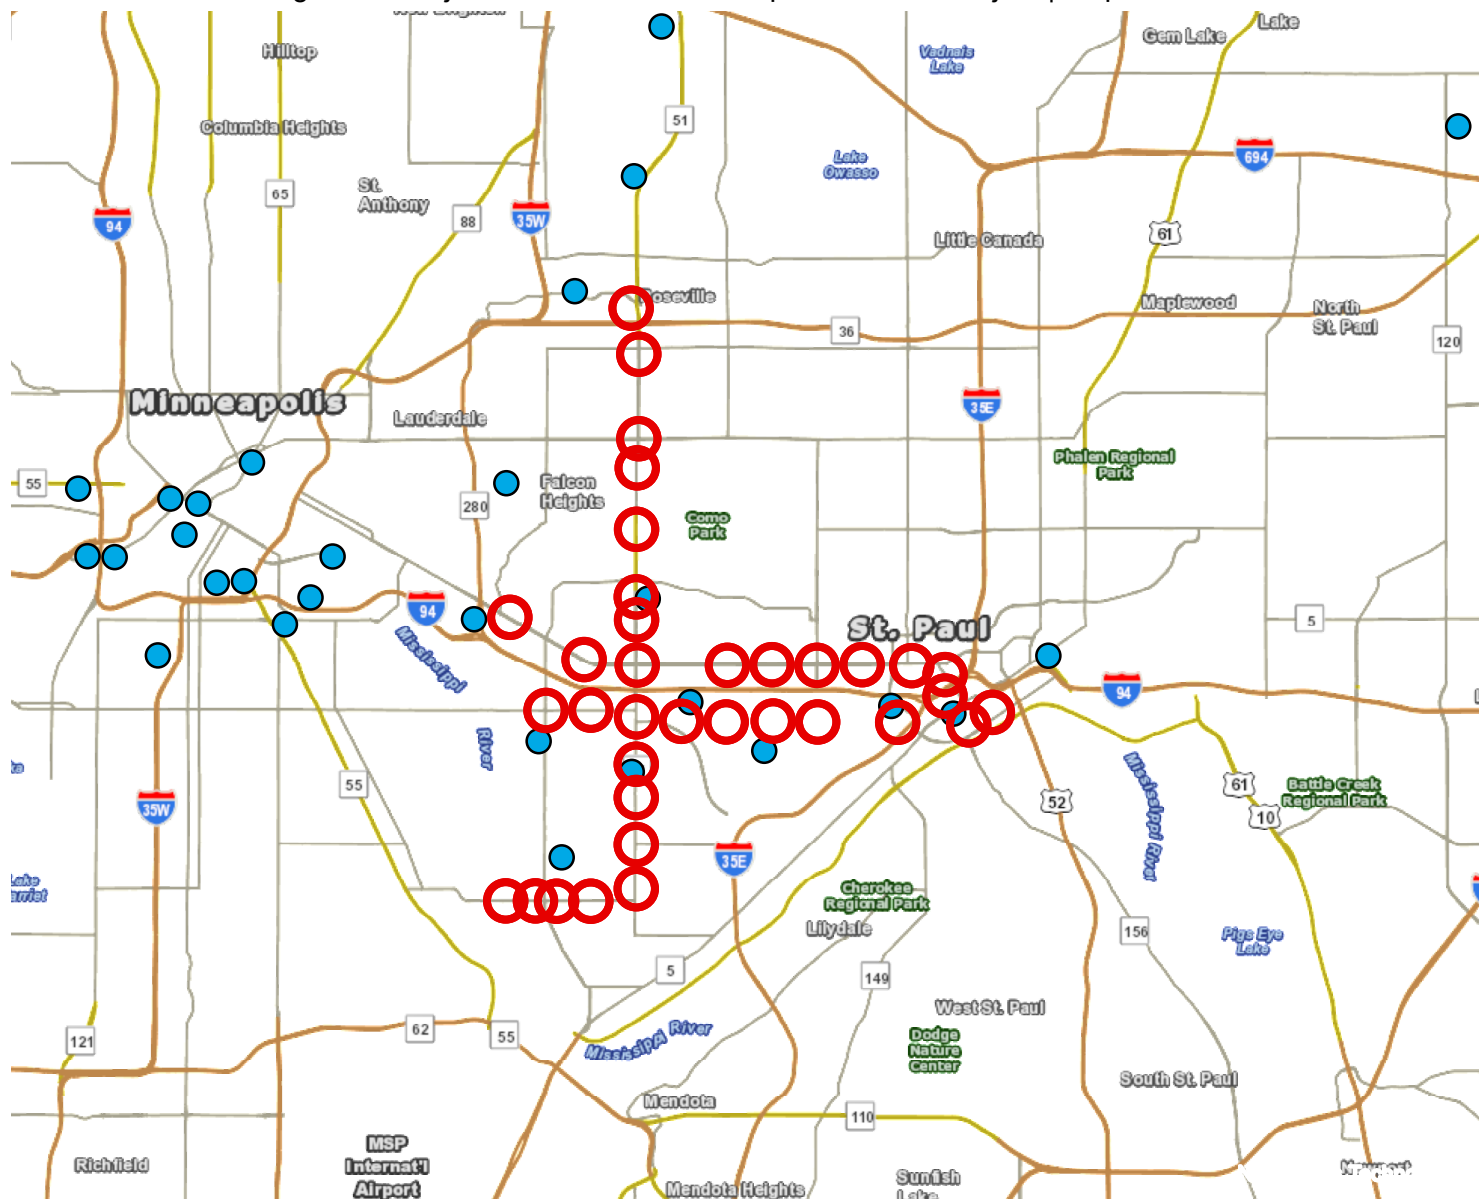 Hilltop
Columbia Heights
65
94
St.
Anthony
88
35W
51
Vadnais
Lake
Gem Lake
Lake
694
Lake
Owasso
61
Little Canada
Roseville
Maplewood
North
St. Paul
36
120
Minneapolis
Lauderdale
35E
Phalen Regional
Park
55
280
Falcon
Heights
Como
Park
94
St. Paul
5
Mississippi
River
94
55
35W
52
Mississippi River
61
10
Battle Creek
Regional Park
35E
Cherokee
Regional Park
Lilydale
156
Pigs Eye
Lake
5
149
West St. Paul
121
62
55
Mississippi River
Dodge
Nature
Center
South St. Paul
Mendota
110
MSP
Internat'l
Airport
Richfield
Mendota Heights
Sunfish
Lake